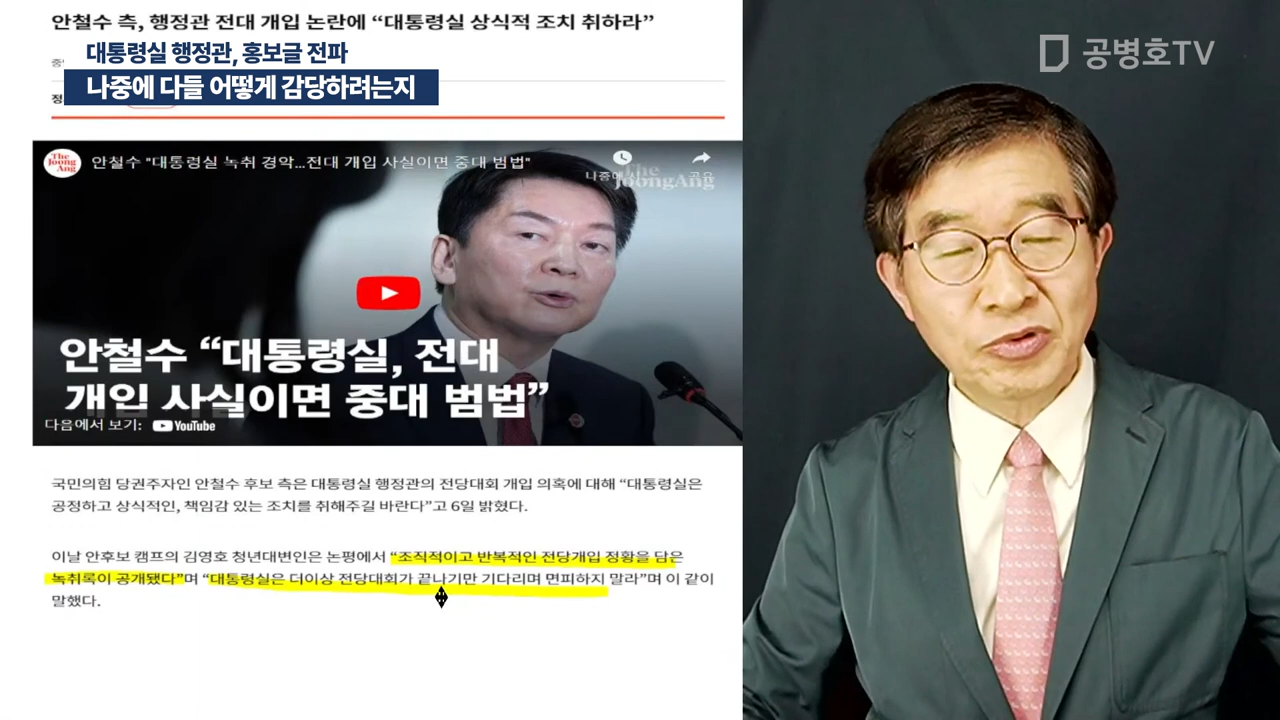 안철수 측, 행정관 전대 개입 논란에 “대통령실 상식적 조치 취하라”
대통령실 행정관, 홍보글 전파
나중에 다들 어떻게 감당하려는지
공병호TV
The JoongAng
안철수 "대통령실 녹취 경악...전대 개입 사실이면 중대 범법"
공유
The JoongAng
안철수 “대통령실, 전대
개입 사실이면 중대 범법”
다음에서 보기: YouTube
국민의힘 당권주자인 안철수 후보 측은 대통령실 행정관의 전당대회 개입 의혹에 대해 “대통령실은
공정하고 상식적인, 책임감 있는 조치를 취해주길 바란다”고 6일 밝혔다.
이날 안후보 캠프의 김영호 청년대변인은 논평에서 “조직적이고 반복적인 전당개입 정황을 담은
녹취록이 공개됐다”며 “대통령실은 더이상 전당대회가 끝나기만 기다리며 면피하지 말라”며 이 같이
말했다.